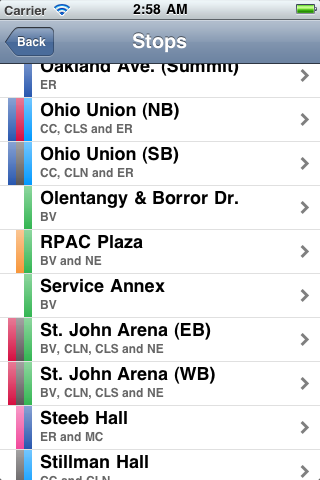 Carrier 2:58 AM
Back Stops
Oakland Ave. (Summit)
ER
Ohio Union (NB)
CC, CLS and ER
Ohio Union (SB)
CC, CLN and ER
Olentangy & Borror Dr.
BV
RPAC Plaza
BV and NE
Service Annex
BV
St. John Arena (EB)
BV, CLN, CLS and NE
St. John Arena (WB)
BV, CLN, CLS and NE
Steeb Hall
ER and MC
Stillman Hall
CC and CLN